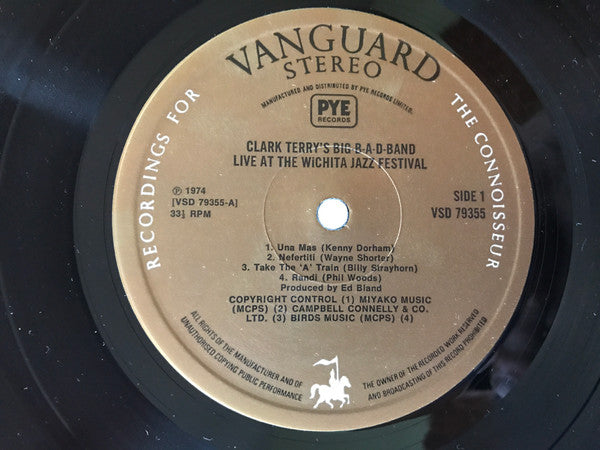 VANGUARD
STEREO
RECORDINGS FOR THE CONNOISSEUR
MANUFACTURED AND DISTRIBUTED BY PYE RECORDS LIMITED.
PYE
RECORDS
CLARK TERRY'S BIG B-A-D-BAND
LIVE AT THE WICHITA JAZZ FESTIVAL
℗ 1974
[VSD 79355-A]
33⅓ RPM
SIDE 1
VSD 79355
1. Una Mas (Kenny Dorham)
2. Nefertiti (Wayne Shorter)
3. Take The 'A' Train (Billy Strayhorn)
4. Randi (Phil Woods)
Produced by Ed Bland
COPYRIGHT CONTROL (1) MIYAKO MUSIC
(MCPS) (2) CAMPBELL CONNELLY & CO.
LTD. (3) BIRDS MUSIC (MCPS) (4)
ALL RIGHTS OF THE MANUFACTURER AND OF THE OWNER OF THE RECORDED WORK RESERVED
UNAUTHORISED COPYING PUBLIC PERFORMANCE AND BROADCASTING OF THIS RECORD PROHIBITED